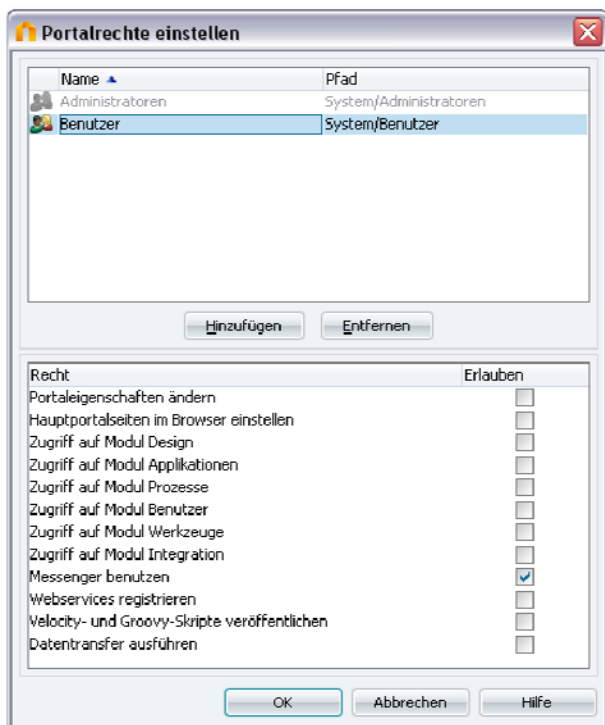 Portalrechte einstellen
Name Pfad
Administratoren System/Administratoren
Benutzer System/Benutzer
Hinzufügen Entfernen
Recht Erlauben
Portaleigenschaften ändern
Hauptportalseiten im Browser einstellen
Zugriff auf Modul Design
Zugriff auf Modul Applikationen
Zugriff auf Modul Prozesse
Zugriff auf Modul Benutzer
Zugriff auf Modul Werkzeuge
Zugriff auf Modul Integration
Messenger benutzen
Webservices registrieren
Velocity- und Groovy-Skripte veröffentlichen
Datentransfer ausführen
OK Abbrechen Hilfe